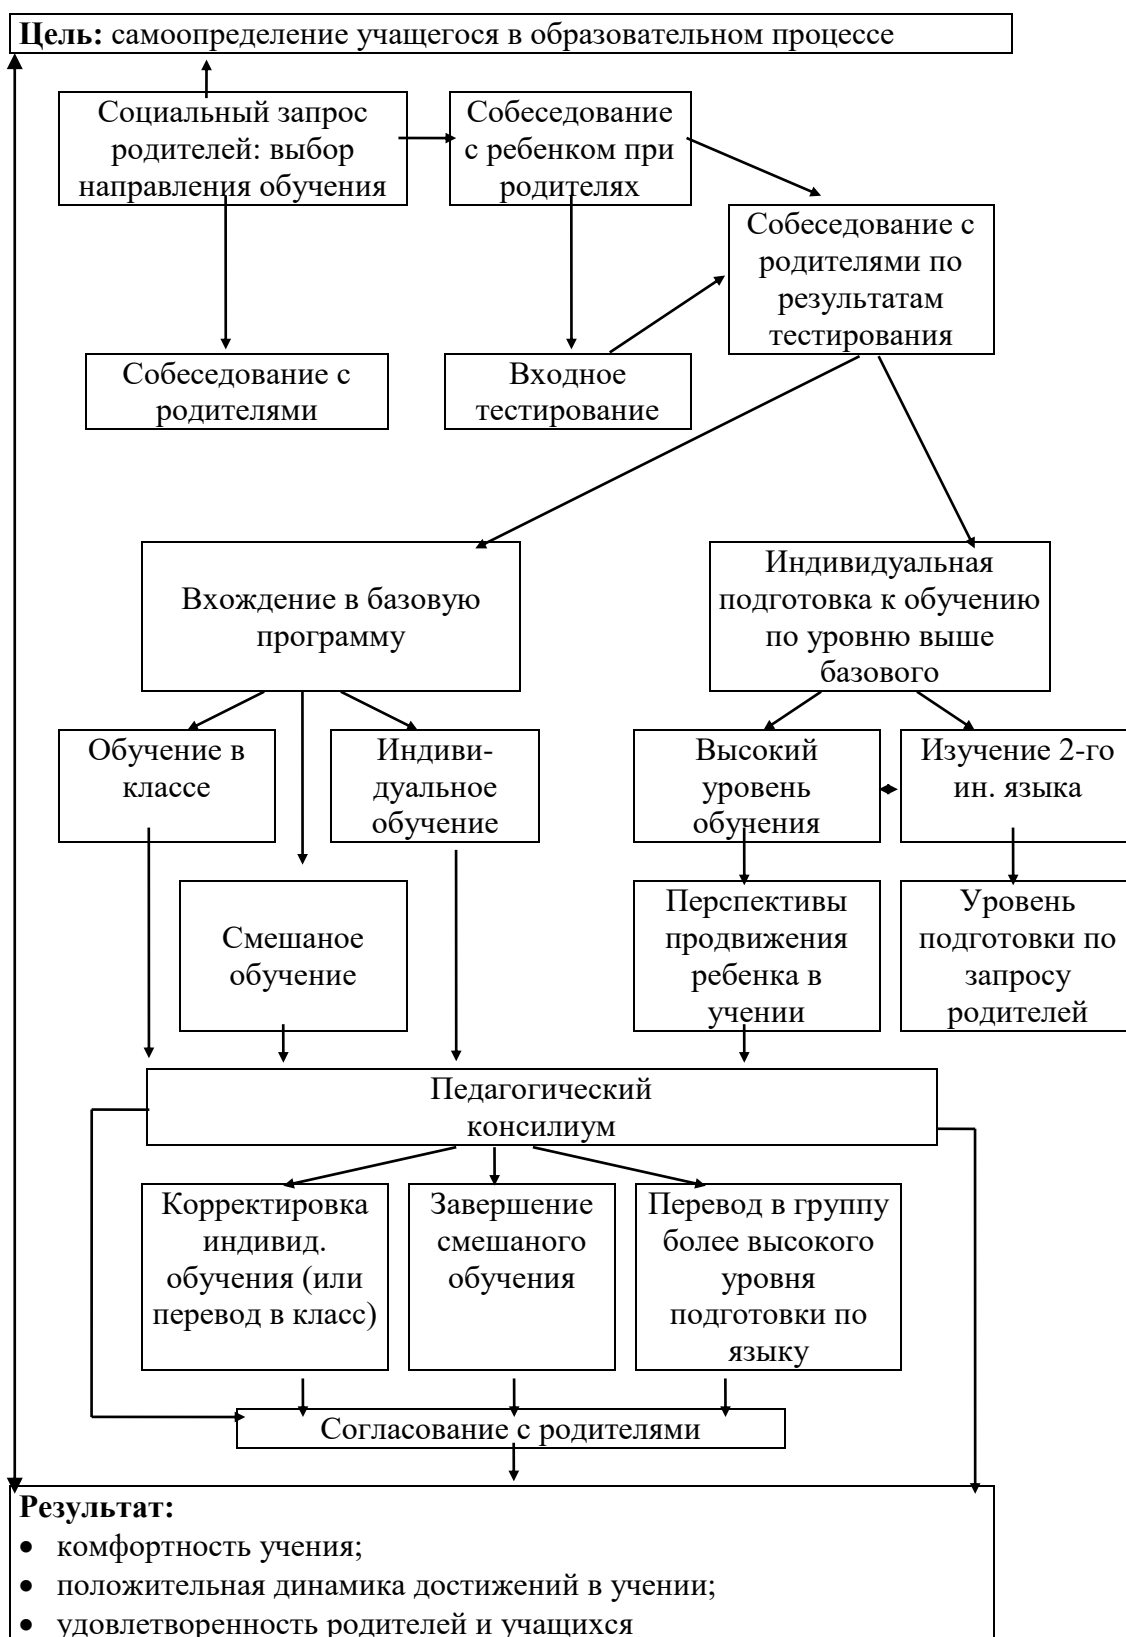 Цель: самоопределение учащегося в образовательном процессе
Социальный запрос
родителей: выбор
направления обучения
Собеседование
с ребенком при
родителях
Собеседование с
родителями по
результатам
тестирования
Собеседование с
родителями
Входное
тестирование
Вхождение в базовую
программу
Индивидуальная
подготовка к обучению
по уровню выше
базового
Обучение в
классе
Индиви-
дуальное
обучение
Высокий
уровень
обучения
Изучение 2-го
ин. языка
Смешаное
обучение
Перспективы
продвижения
ребенка в
учении
Уровень
подготовки по
запросу
родителей
Педагогический
консилиум
Корректировка
индивид.
обучения (или
перевод в класс)
Завершение
смешаного
обучения
Перевод в группу
более высокого
уровня
подготовки по
языку
Согласование с родителями
Результат:
• комфортность учения;
• положительная динамика достижений в учении;
• удовлетворенность родителей и учащихся